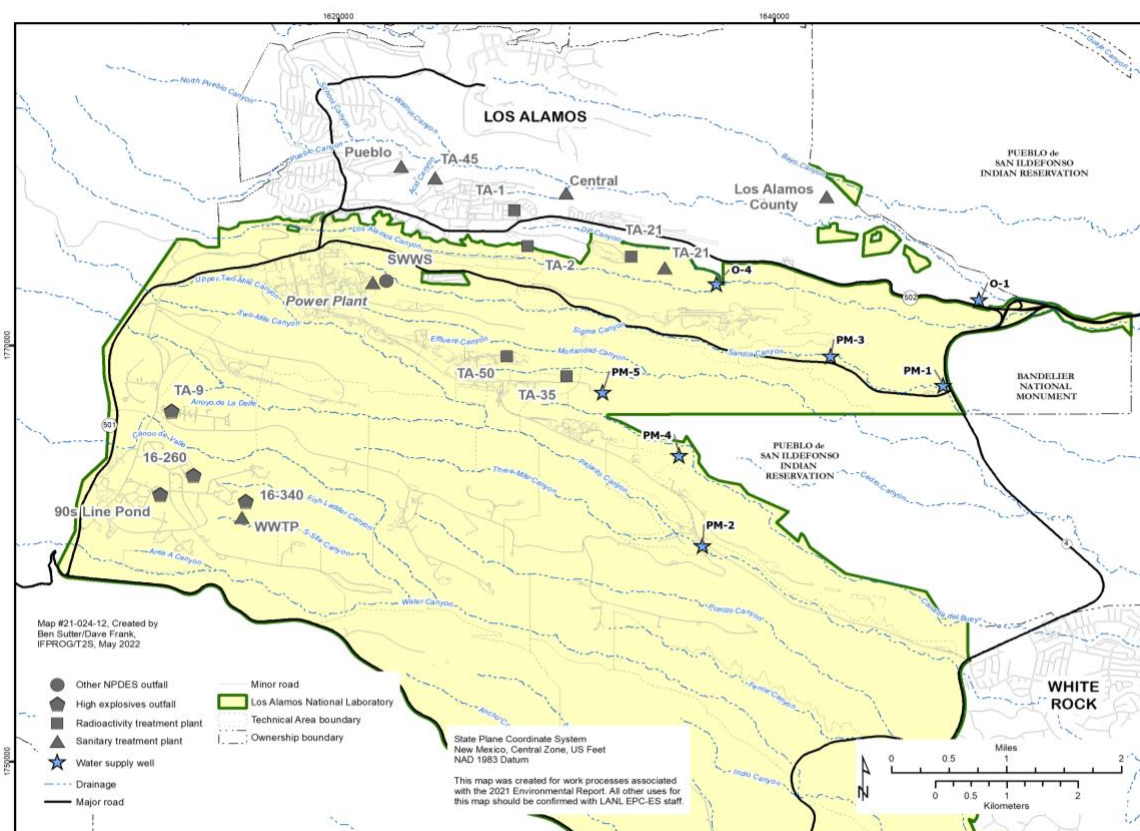 1620000
1640000
Guaje Canyon
North Pueblo Canyon
School Canyon
Walnut Canyon
LOS ALAMOS
Pueblo Canyon
Bayo Canyon
PUEBLO de
SAN ILDEFONSO
INDIAN RESERVATION
Pueblo
TA-45
Acid Canyon
TA-1
Central
Los Alamos
County
Los Alamos Canyon
DP Canyon
TA-21
TA-2
TA-21
O-4
SWWS
Upper Two Mile Canyon
Power Plant
O-1
502
Two-Mile Canyon
Sigma Canyon
Effluent Canyon
Mortandad Canyon
Sandia Canyon
PM-3
1770000
TA-50
PM-5
PM-1
TA-35
BANDELIER
NATIONAL
MONUMENT
TA-9
Arroyo de La Delfe
501
Canon de Valle
PM-4
PUEBLO de
SAN ILDEFONSO
INDIAN
RESERVATION
16-260
Three Mile Canyon
Pajarito Canyon
Cedro Canyon
16-340
90s Line Pond
Fish Ladder Canyon
WWTP
S-Site Canyon
PM-2
4
Area A Canyon
Water Canyon
Potrillo Canyon
Canada del Buey
Map #21-024-12, Created by
Ben Sutter/Dave Frank,
IFPROG/T2S, May 2022
Fence Canyon
WHITE
ROCK
Other NPDES outfall
High explosives outfall
Radioactivity treatment plant
Sanitary treatment plant
Water supply well
Drainage
Major road
Minor road
Los Alamos National Laboratory
Technical Area boundary
Ownership boundary
State Plane Coordinate System
New Mexico, Central Zone, US Feet
NAD 1983 Datum
This map was created for work processes associated
with the 2021 Environmental Report. All other uses for
this map should be confirmed with LANL EPC-ES staff.
Indio Canyon
1750000
N
Miles
0 0.5 1 2
0 0.5 1 2
Kilometers